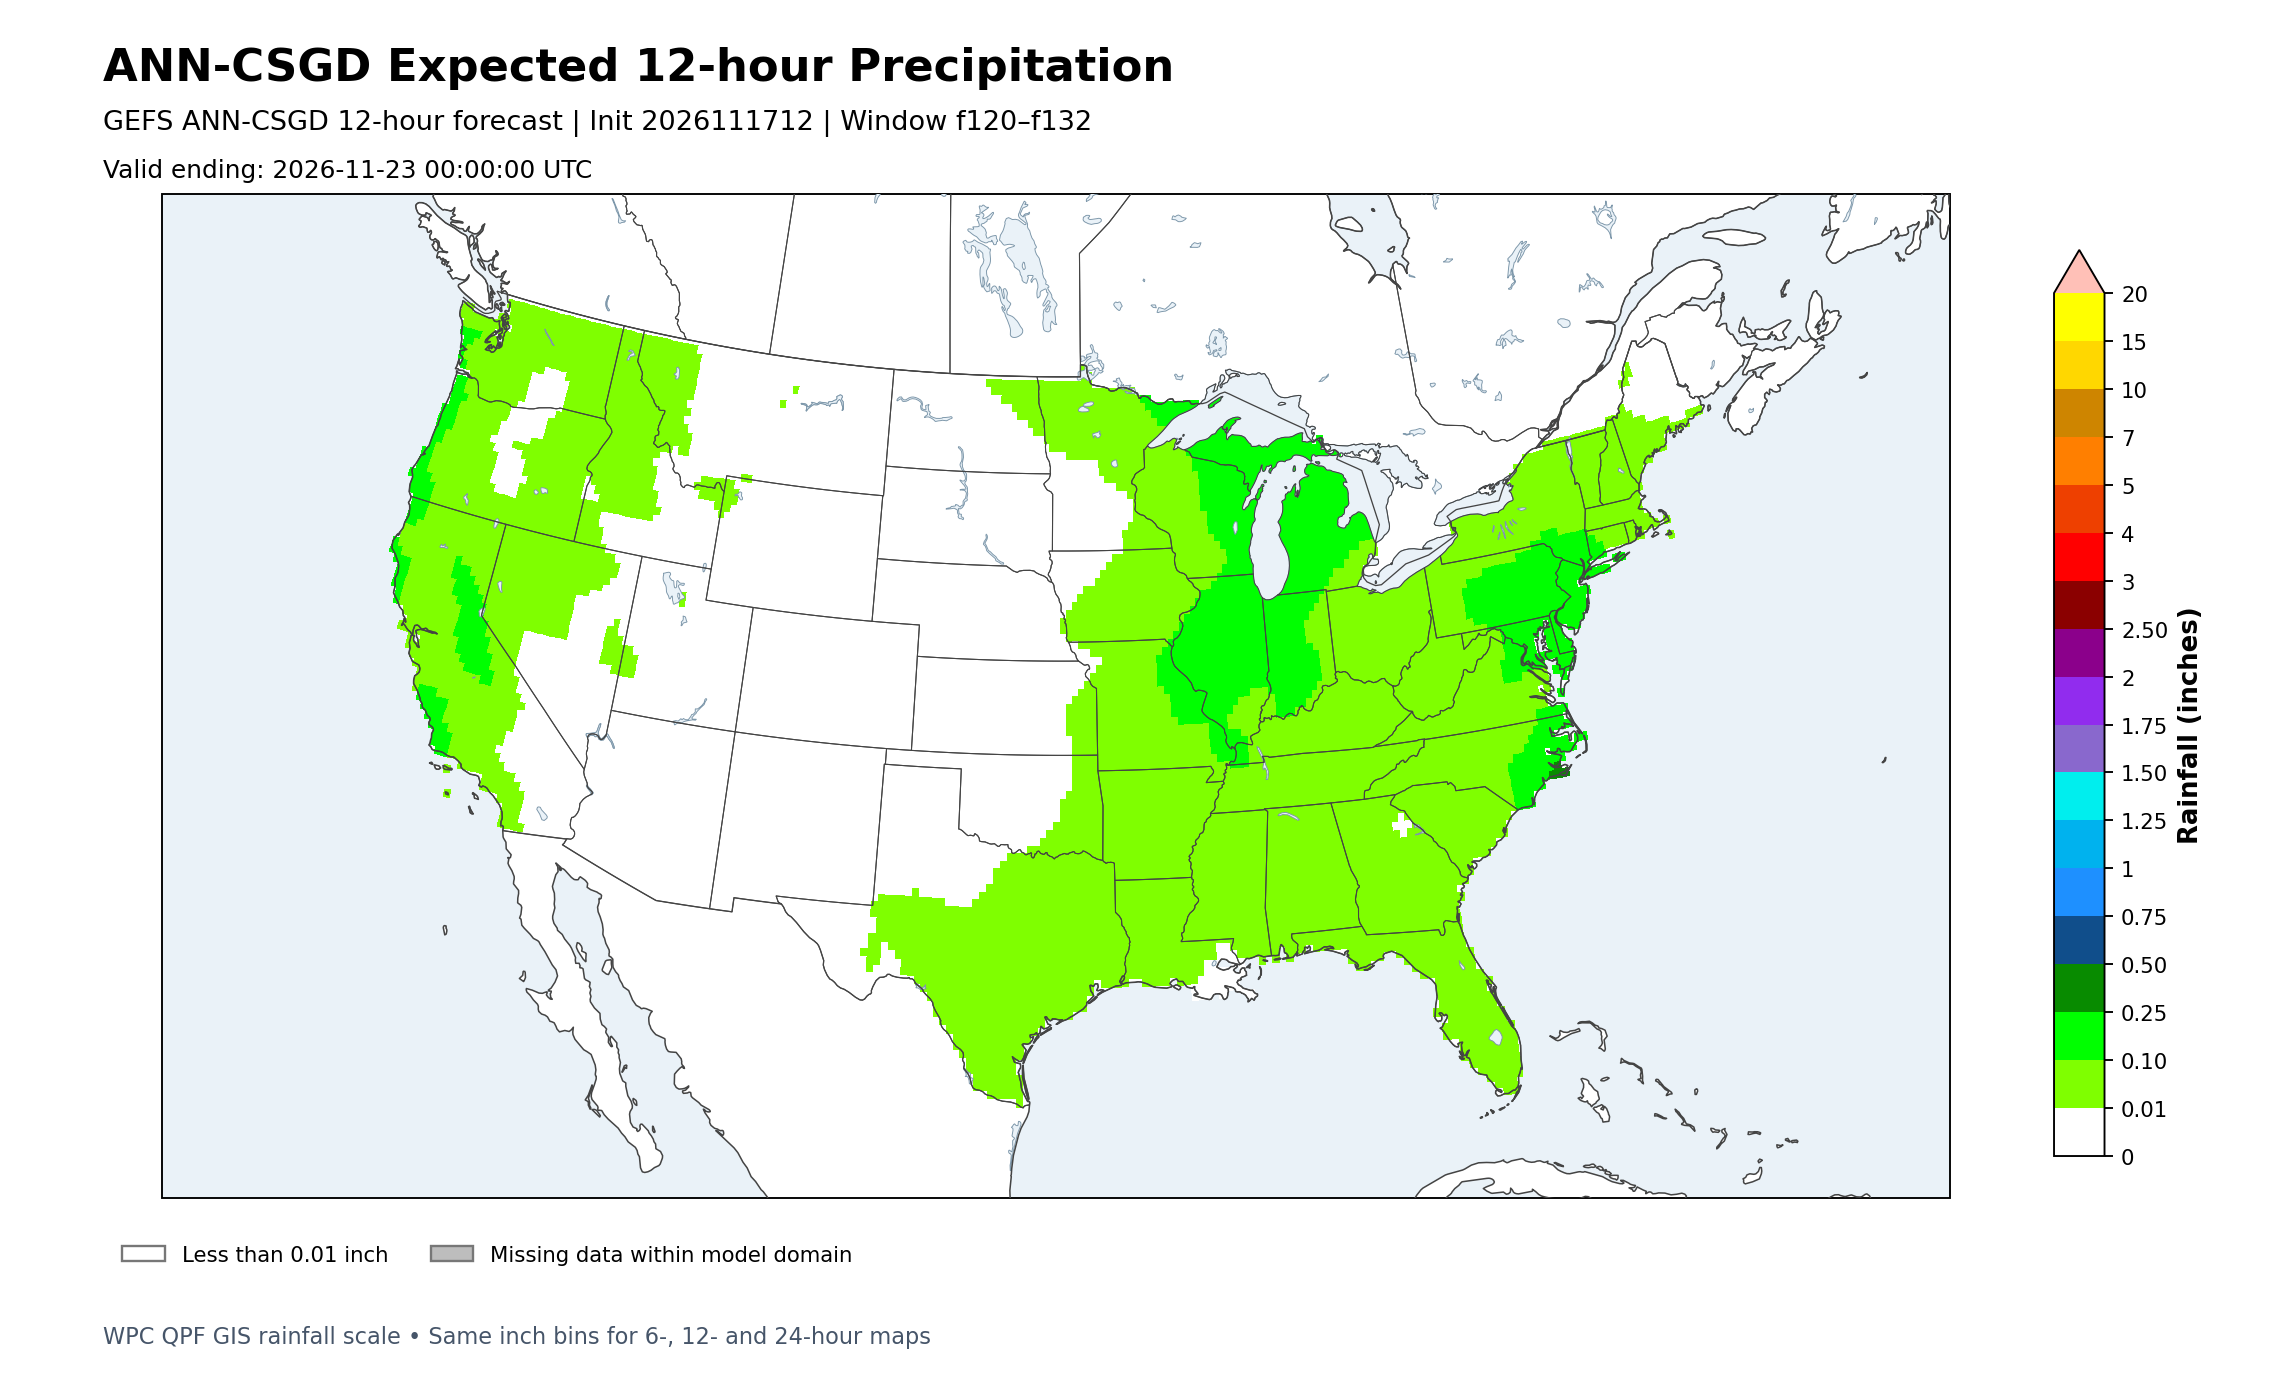 ANN-CSGD Expected 12-hour Precipitation
GEFS ANN-CSGD 12-hour forecast | Init 2026111712 | Window f120–f132
Valid ending: 2026-11-23 00:00:00 UTC
20
15
10
7
5
4
3
2.50
2
1.75
1.50
1.25
1
0.75
0.50
0.25
0.10
0.01
0
Rainfall (inches)
Less than 0.01 inch
Missing data within model domain
WPC QPF GIS rainfall scale • Same inch bins for 6-, 12- and 24-hour maps